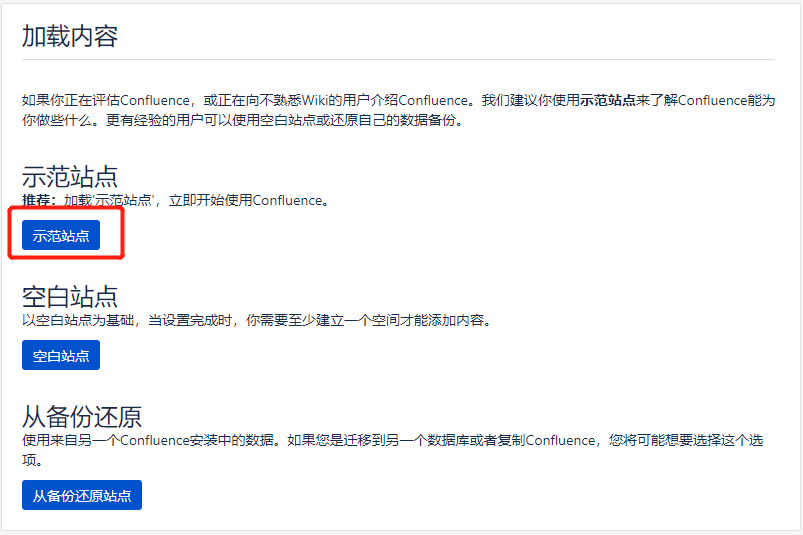 加载内容
如果你正在评估Confluence，或正在向不熟悉Wiki的用户介绍Confluence。我们建议你使用示范站点来了解Confluence能为
你做些什么。更有经验的用户可以使用空白站点或还原自己的数据备份。
示范站点
推荐：加载'示范站点'，立即开始使用Confluence。
示范站点
空白站点
以空白站点为基础，当设置完成时，你需要至少建立一个空间才能添加内容。
空白站点
从备份还原
使用来自另一个Confluence安装中的数据。如果您是迁移到另一个数据库或者复制Confluence，您将可能想要选择这个选
项。
从备份还原站点